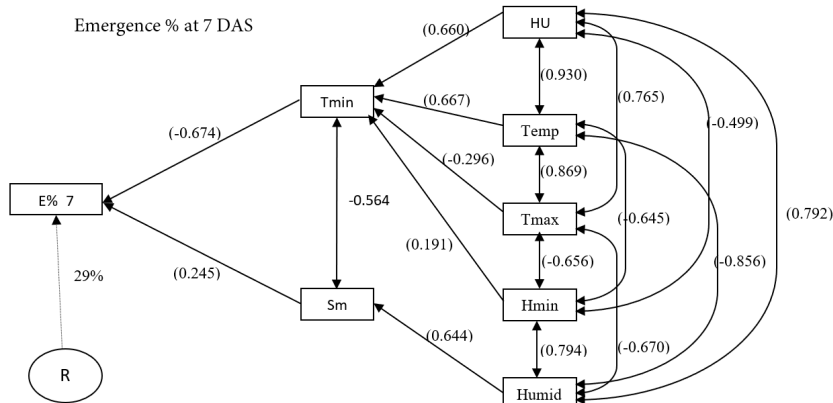 Emergence % at 7 DAS
HU
(0.660)
(0.930)
Tmin
(0.667)
(0.765)
(-0.499)
Temp
(-0.674)
(-0.296)
(0.869)
E% 7
-0.564
Tmax
(-0.645)
(0.792)
(0.191)
(-0.656)
(-0.856)
29%
(0.245)
Sm
Hmin
(0.644)
(0.794)
(-0.670)
R
Humid